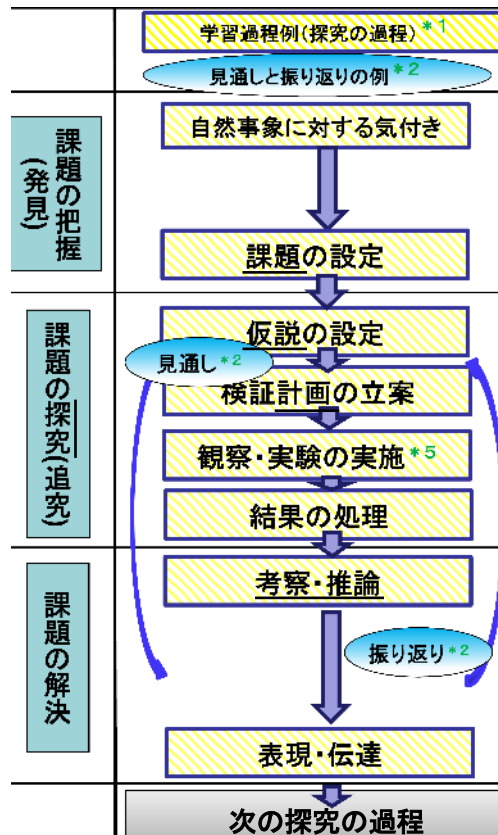 学習過程例(探究の過程)*1
見通しと振り返りの例*2
課題の把握
(発見)
自然事象に対する気付き
課題の設定
課題の探究(追究)
仮説の設定
見通し*2
検証計画の立案
観察・実験の実施*5
結果の処理
課題の解決
考察・推論
振り返り*2
表現・伝達
次の探究の過程